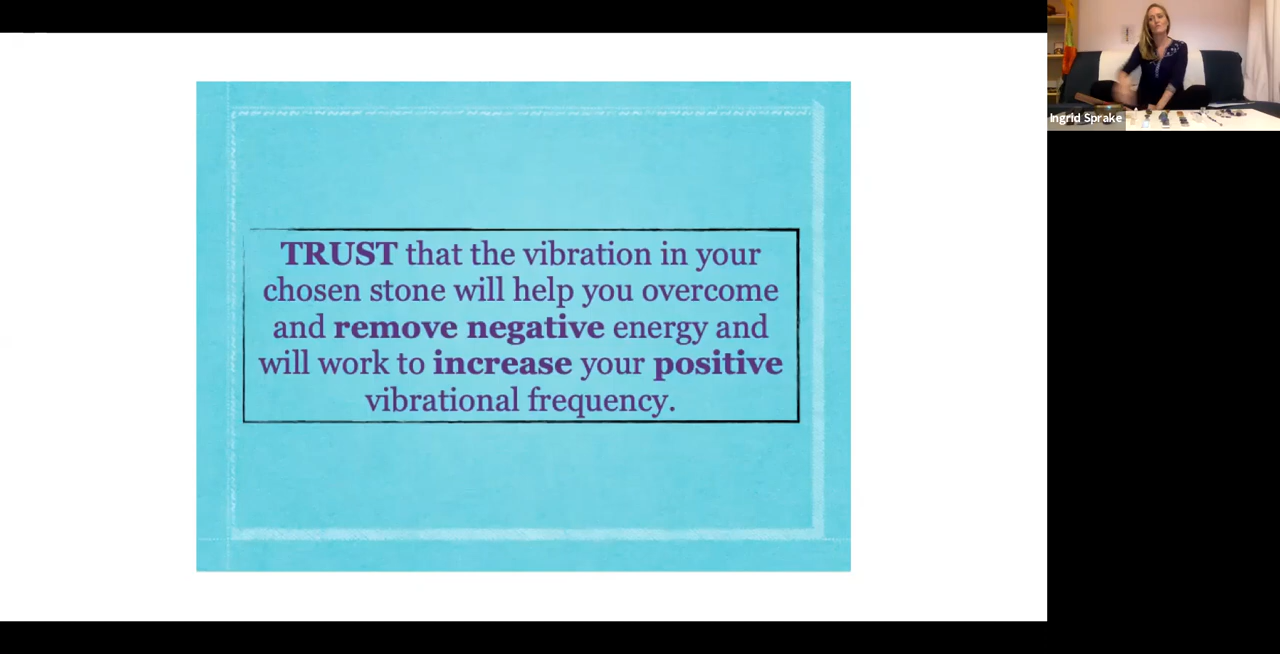 TRUST that the vibration in your
chosen stone will help you overcome
and remove negative energy and
will work to increase your positive
vibrational frequency.
Ingrid Sprake